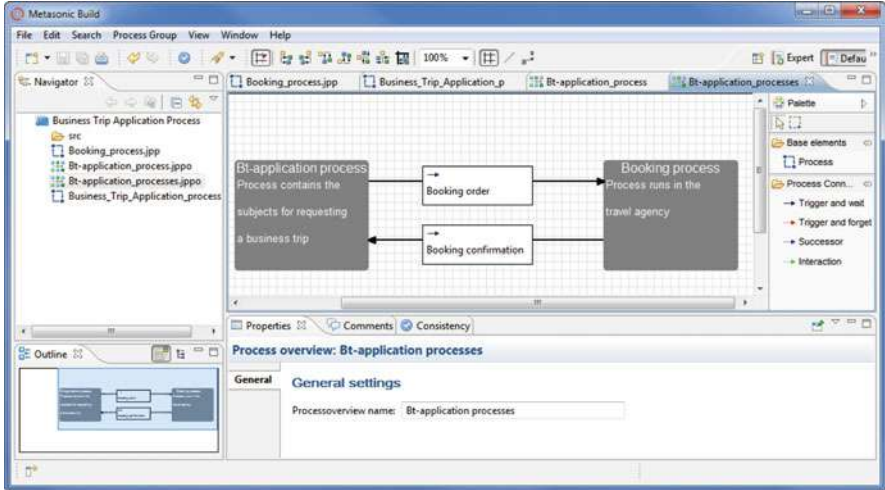 Metasonic Build
File Edit Search Process Group View Window Help
100%
Expert Defau
Navigator
Business Trip Application Process
src
Booking_process.jpp
Bt-application_process.jppo
Bt-application_processes.jppo
Business_Trip_Application_process
Booking_process.jpp Business_Trip_Application_p Bt-application_process Bt-application_processes
Bt-application process
Process contains the
subjects for requesting
a business trip
Booking order
Booking confirmation
Booking process
Process runs in the
travel agency
Palette
Base elements
Process
Process Conn...
Trigger and wait
Trigger and forget
Successor
Interaction
Outline
Properties Comments Consistency
Process overview: Bt-application processes
General
General settings
Processoverview name: Bt-application processes